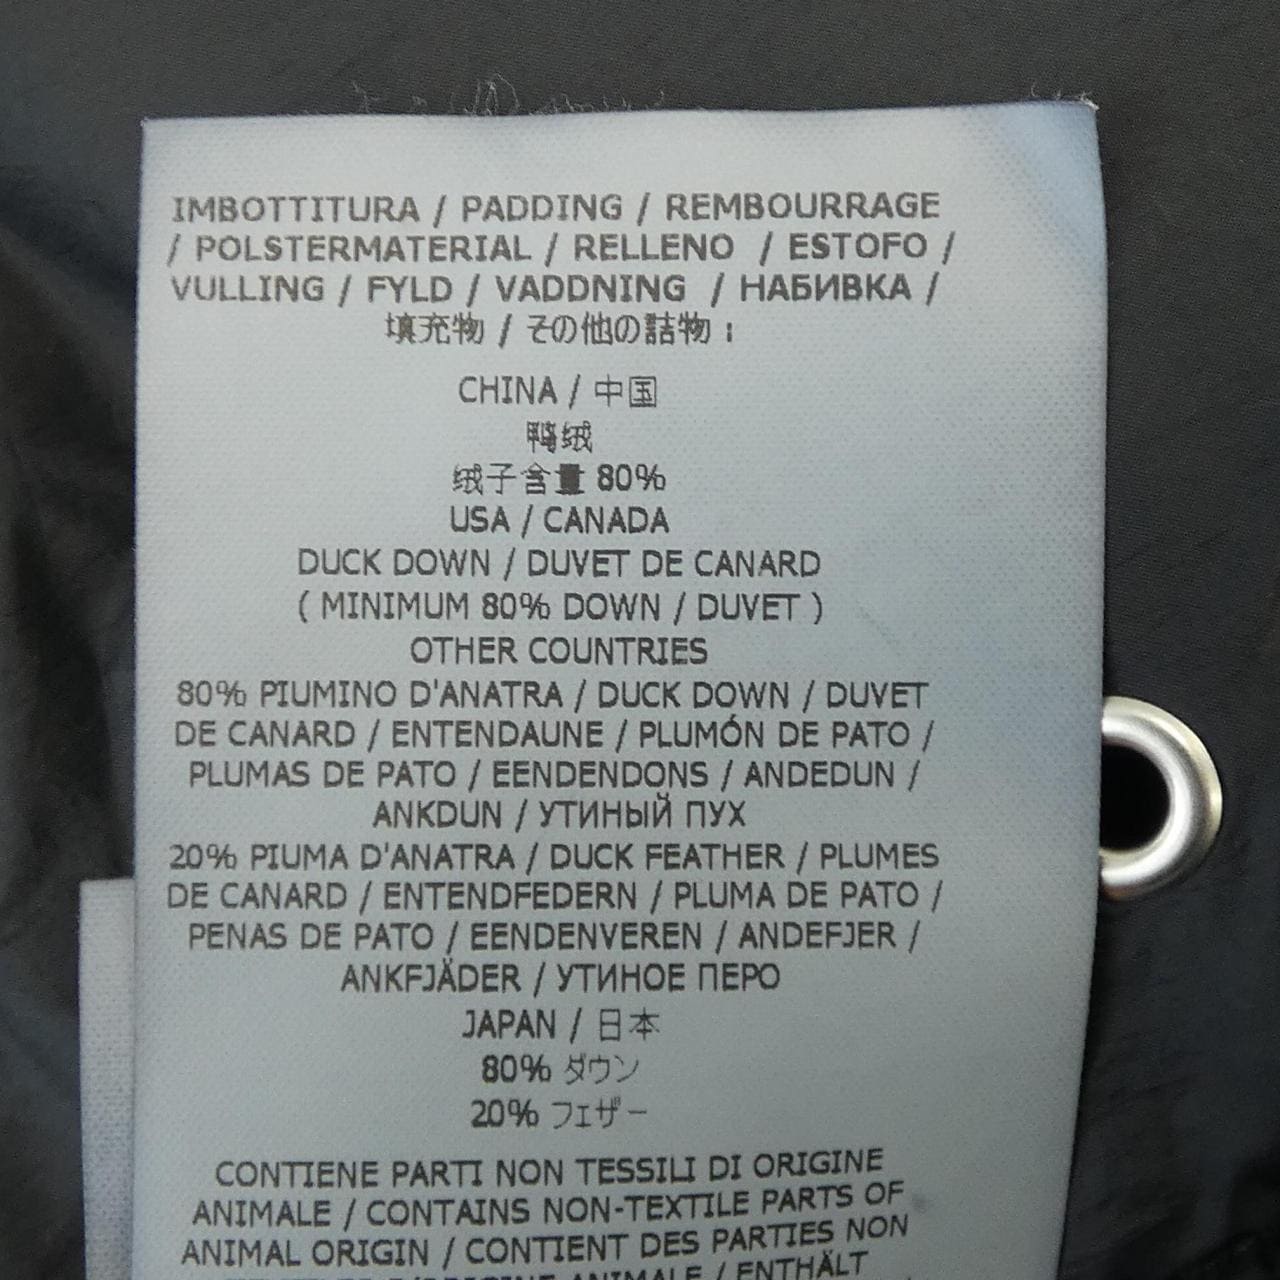 IMBOTTITURA / PADDING / REMBOURRAGE
/ POLSTERMATERIAL / RELLENO / ESTOFO /
VULLING / FYLD / VADDNING / НАБИВКА /
填充物 / その他の詰物 :
CHINA / 中国
鸭绒
绒子含量 80%
USA / CANADA
DUCK DOWN / DUVET DE CANARD
( MINIMUM 80% DOWN / DUVET )
OTHER COUNTRIES
80% PIUMINO D'ANATRA / DUCK DOWN / DUVET
DE CANARD / ENTENDAUNE / PLUMÓN DE PATO /
PLUMAS DE PATO / EENDENDONS / ANDEDUN /
ANKDUN / УТИНЫЙ ПУХ
20% PIUMA D'ANATRA / DUCK FEATHER / PLUMES
DE CANARD / ENTENDFEDERN / PLUMA DE PATO /
PENAS DE PATO / EENDENVEREN / ANDEFJER /
ANKFJÄDER / УТИНОЕ ПЕРО
JAPAN / 日本
80% ダウン
20% フェザー
CONTIENE PARTI NON TESSILI DI ORIGINE
ANIMALE / CONTAINS NON-TEXTILE PARTS OF
ANIMAL ORIGIN / CONTIENT DES PARTIES NON
ANIMALE / ENTHÄLT